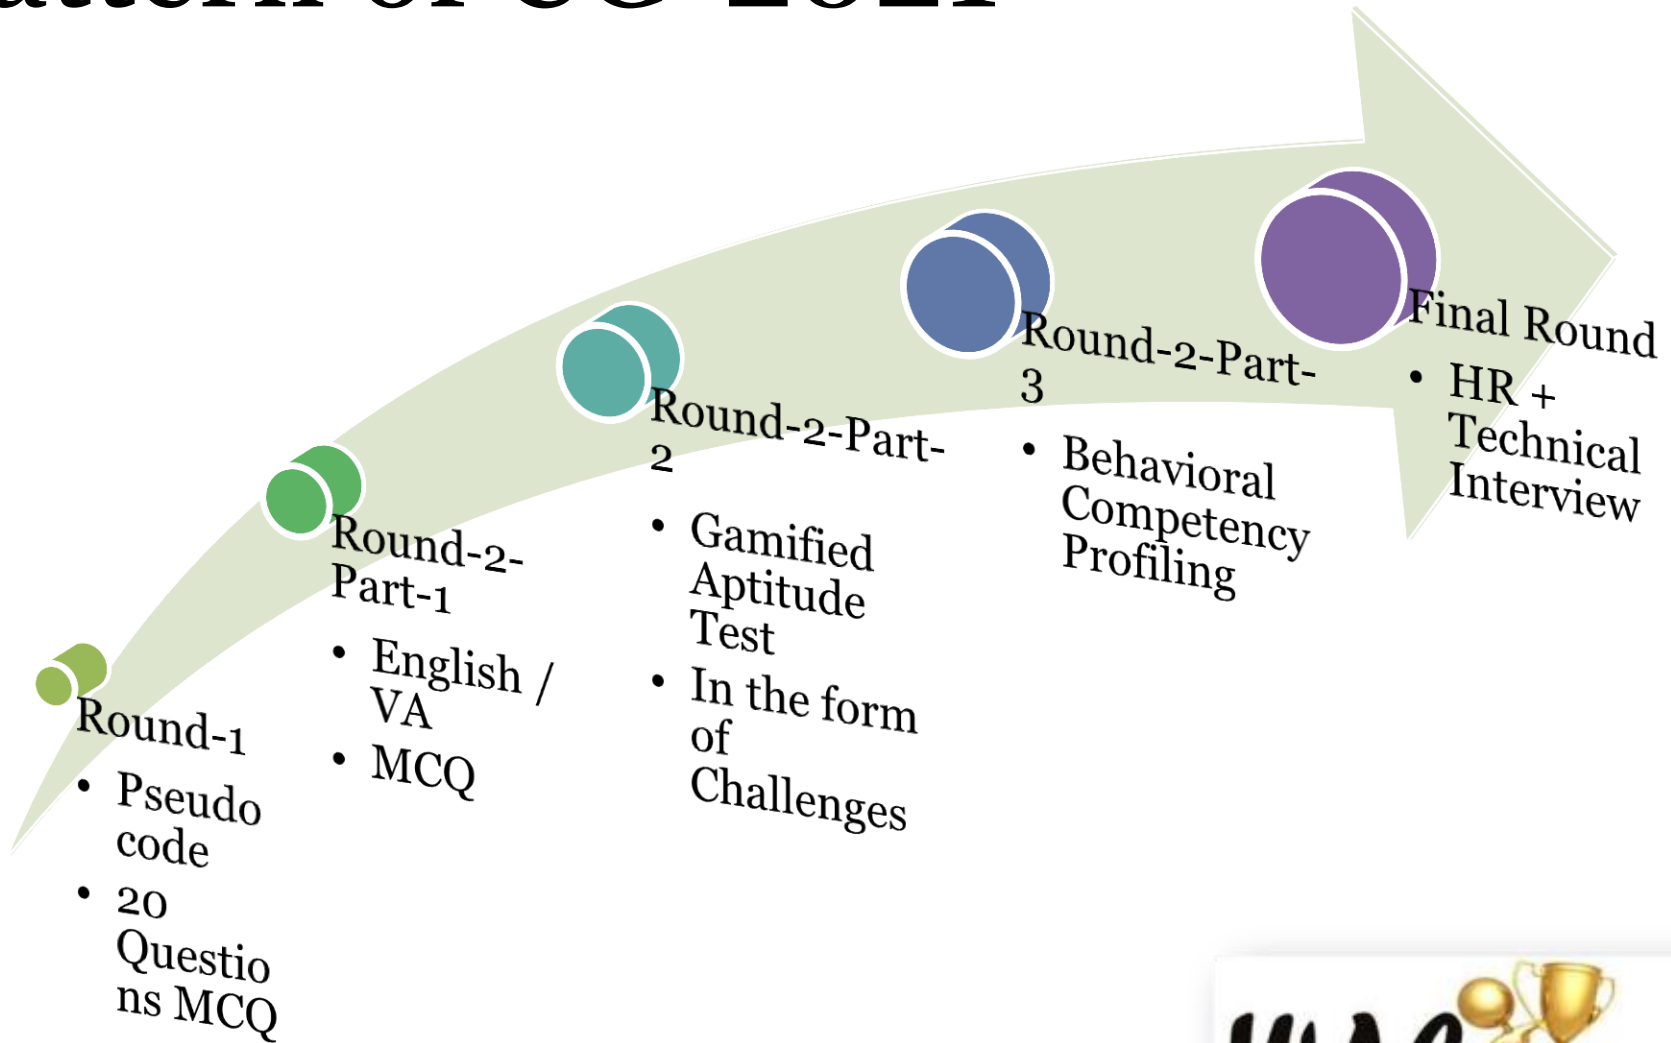 Round-1
• Pseudo
code
• 20
Questio
ns MCQ
Round-2-
Part-1
• English /
VA
• MCQ
Round-2-Part-
2
• Gamified
Aptitude
Test
• In the form
of
Challenges
Round-2-Part-
3
• Behavioral
Competency
Profiling
Final Round
• HR +
Technical
Interview